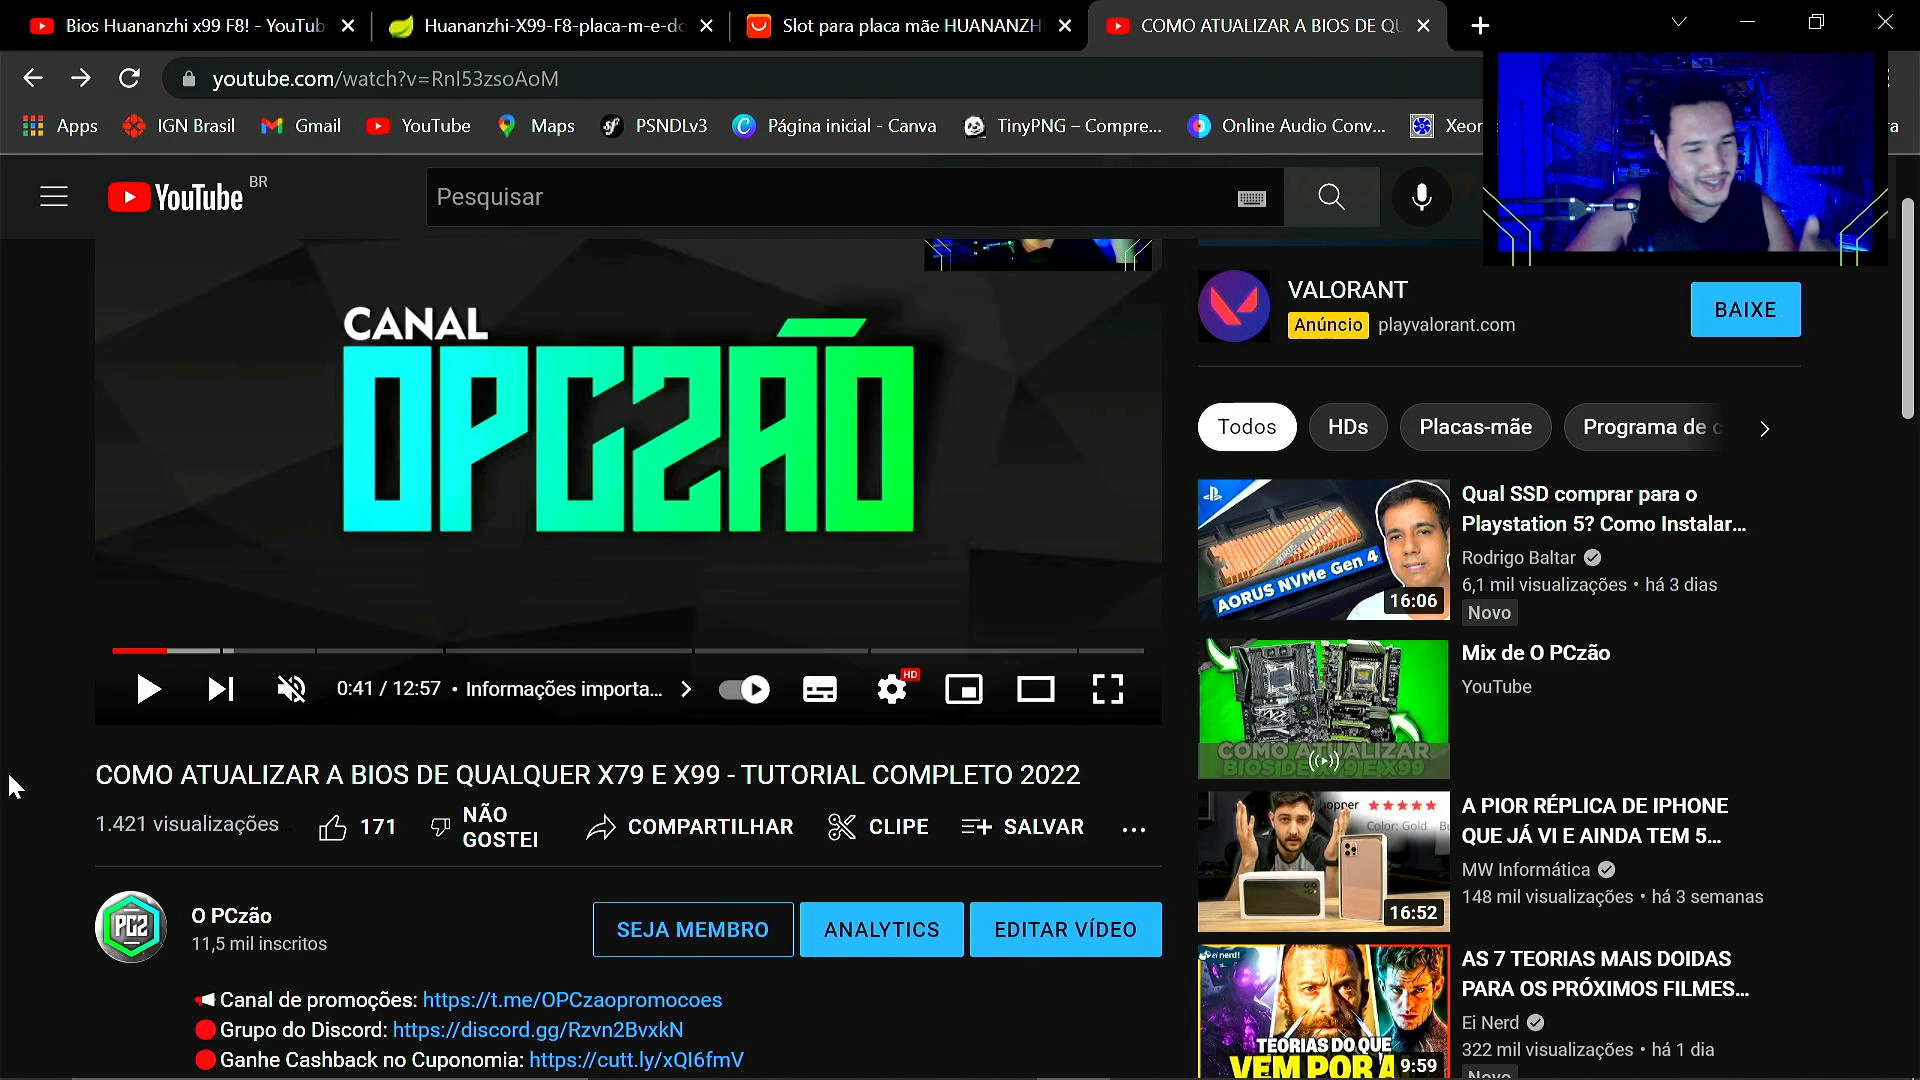 Bios Huananzhi x99 F8! - YouTub
Huananzhi-X99-F8-placa-m-e-do
Slot para placa mãe HUANANZHI
COMO ATUALIZAR A BIOS DE QU
youtube.com/watch?v=RnI53zsoAoM
Apps
IGN Brasil
Gmail
YouTube
Maps
PSNDLv3
Página inicial - Canva
TinyPNG – Compre...
Online Audio Conv...
Xeor
a
YouTube BR
Pesquisar
CANAL
OPCZÃO
0:41 / 12:57 • Informações importa...
HD
COMO ATUALIZAR A BIOS DE QUALQUER X79 E X99 - TUTORIAL COMPLETO 2022
1.421 visualizações
171
NÃO GOSTEI
COMPARTILHAR
CLIPE
SALVAR
PCZ
O PCzão
11,5 mil inscritos
SEJA MEMBRO
ANALYTICS
EDITAR VÍDEO
Canal de promoções: https://t.me/OPCzaopromocoes
Grupo do Discord: https://discord.gg/Rzvn2BvxkN
Ganhe Cashback no Cuponomia: https://cutt.ly/xQI6fmV
VALORANT
Anúncio playvalorant.com
BAIXE
Todos
HDs
Placas-mãe
Programa de c
AORUS NVMe Gen 4
16:06
Qual SSD comprar para o
Playstation 5? Como Instalar...
Rodrigo Baltar
6,1 mil visualizações • há 3 dias
Novo
COMO ATUALIZAR
BIOS DE X79 E X99
Mix de O PCzão
YouTube
hopper
Color: Gold
16:52
A PIOR RÉPLICA DE IPHONE
QUE JÁ VI E AINDA TEM 5...
MW Informática
148 mil visualizações • há 3 semanas
ei nerd!
TEORIAS DO QUE
VEM POR A
9:59
AS 7 TEORIAS MAIS DOIDAS
PARA OS PRÓXIMOS FILMES...
Ei Nerd
322 mil visualizações • há 1 dia
Novo